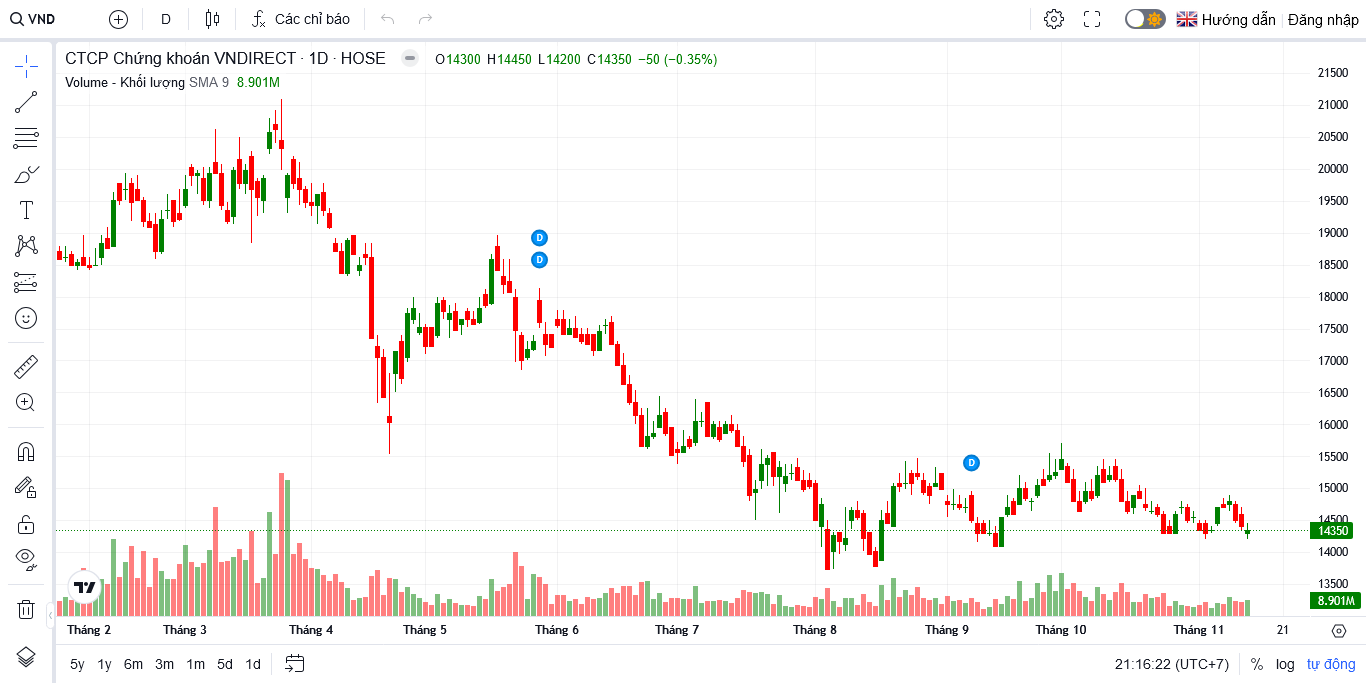 VND D Các chỉ báo Hướng dẫn Đăng nhập
CTCP Chứng khoán VNDIRECT · 1D · HOSE O14300 H14450 L14200 C14350 −50 (−0.35%)
Volume - Khối lượng SMA 9 8.901M
21500
21000
20500
20000
19500
19000
18500
18000
17500
17000
16500
16000
15500
15000
14500
14350
14000
13500
8.901M
D
D
D
Tháng 2 Tháng 3 Tháng 4 Tháng 5 Tháng 6 Tháng 7 Tháng 8 Tháng 9 Tháng 10 Tháng 11 21
5y 1y 6m 3m 1m 5d 1d 21:16:22 (UTC+7) % log tự động